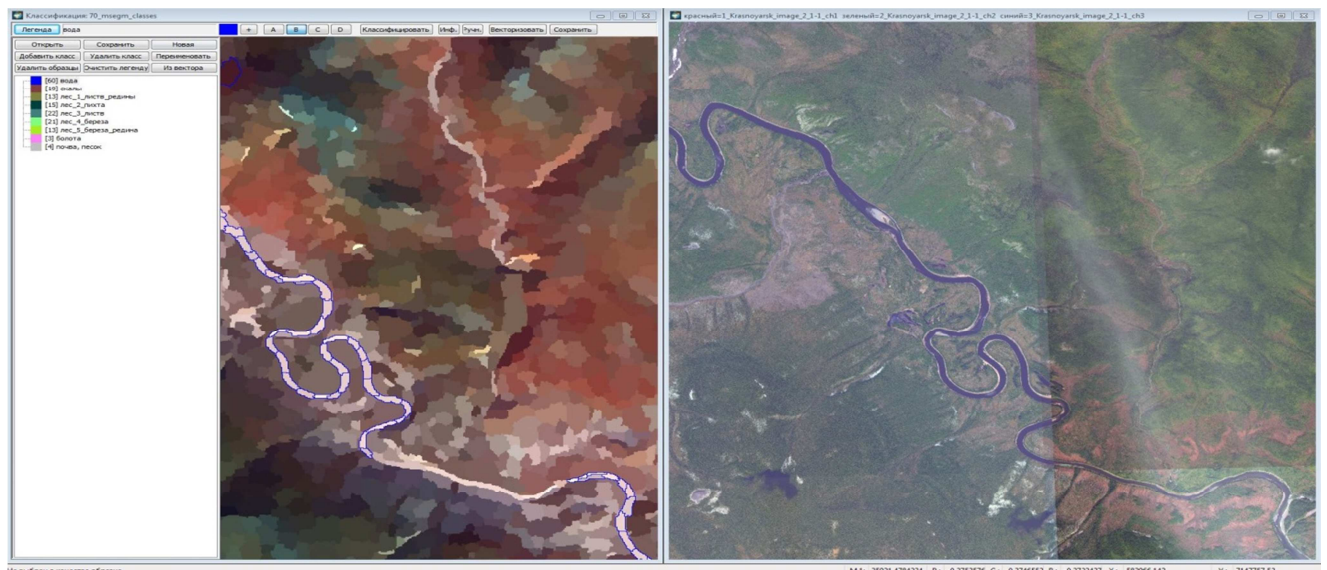 Классификация: 70_msegm_classes
Легенда вода + A B C D Классифицировать Инф. Векторизовать Сохранить
Открыть Сохранить Новая
Добавить класс Удалить класс Переименовать
Удалить образцы Очистить легенду Из вектора
[60] вода
[13] лес_1_листв_редины
[15] лес_2_пихта
[22] лес_3_листв
[21] лес_4_береза
[13] лес_5_береза_редина
[3] болота
[4] почва, песок
красный=1_Krasnoyarsk_image_2_1-1_ch1 зеленый=2_Krasnoyarsk_image_2_1-1_ch2 синий=3_Krasnoyarsk_image_2_1-1_ch3